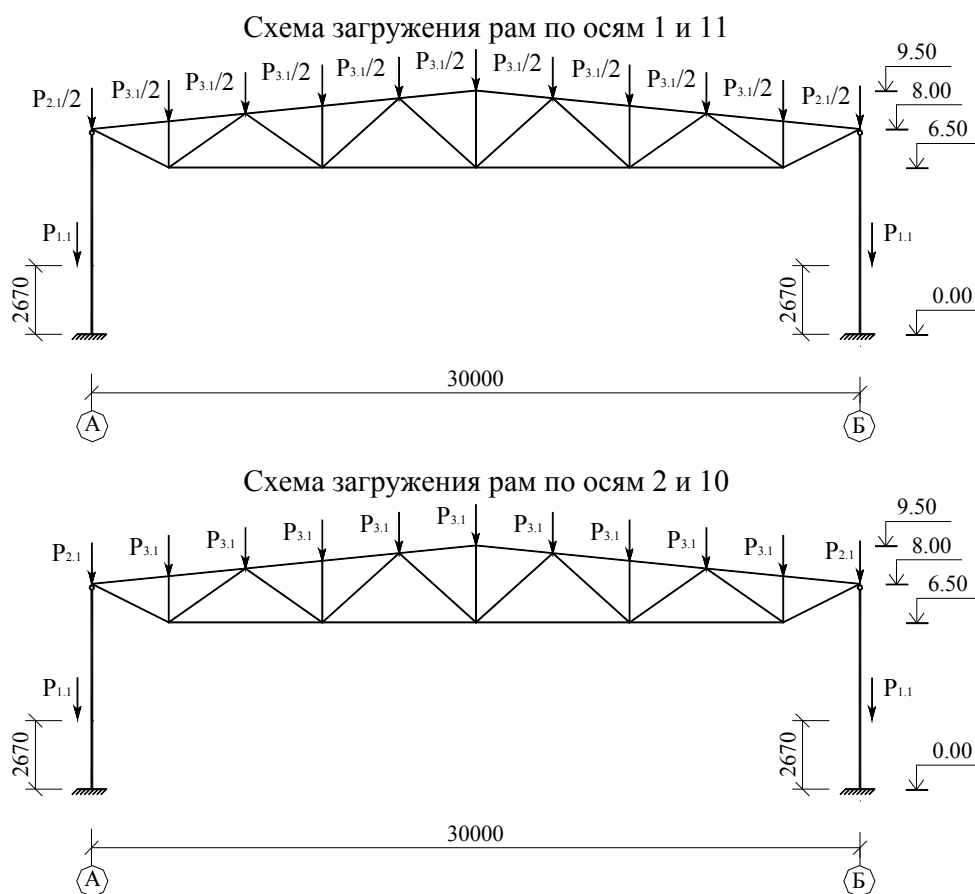 Схема загружения рам по осям 1 и 11
P2.1/2 P3.1/2 P3.1/2 P3.1/2 P3.1/2 P3.1/2 P3.1/2 P3.1/2 P3.1/2 P3.1/2 P2.1/2
9.50
8.00
6.50
P1.1 P1.1
2670 2670
0.00
30000
А Б
Схема загружения рам по осям 2 и 10
P2.1 P3.1 P3.1 P3.1 P3.1 P3.1 P3.1 P3.1 P3.1 P3.1 P2.1
9.50
8.00
6.50
P1.1 P1.1
2670 2670
0.00
30000
А Б